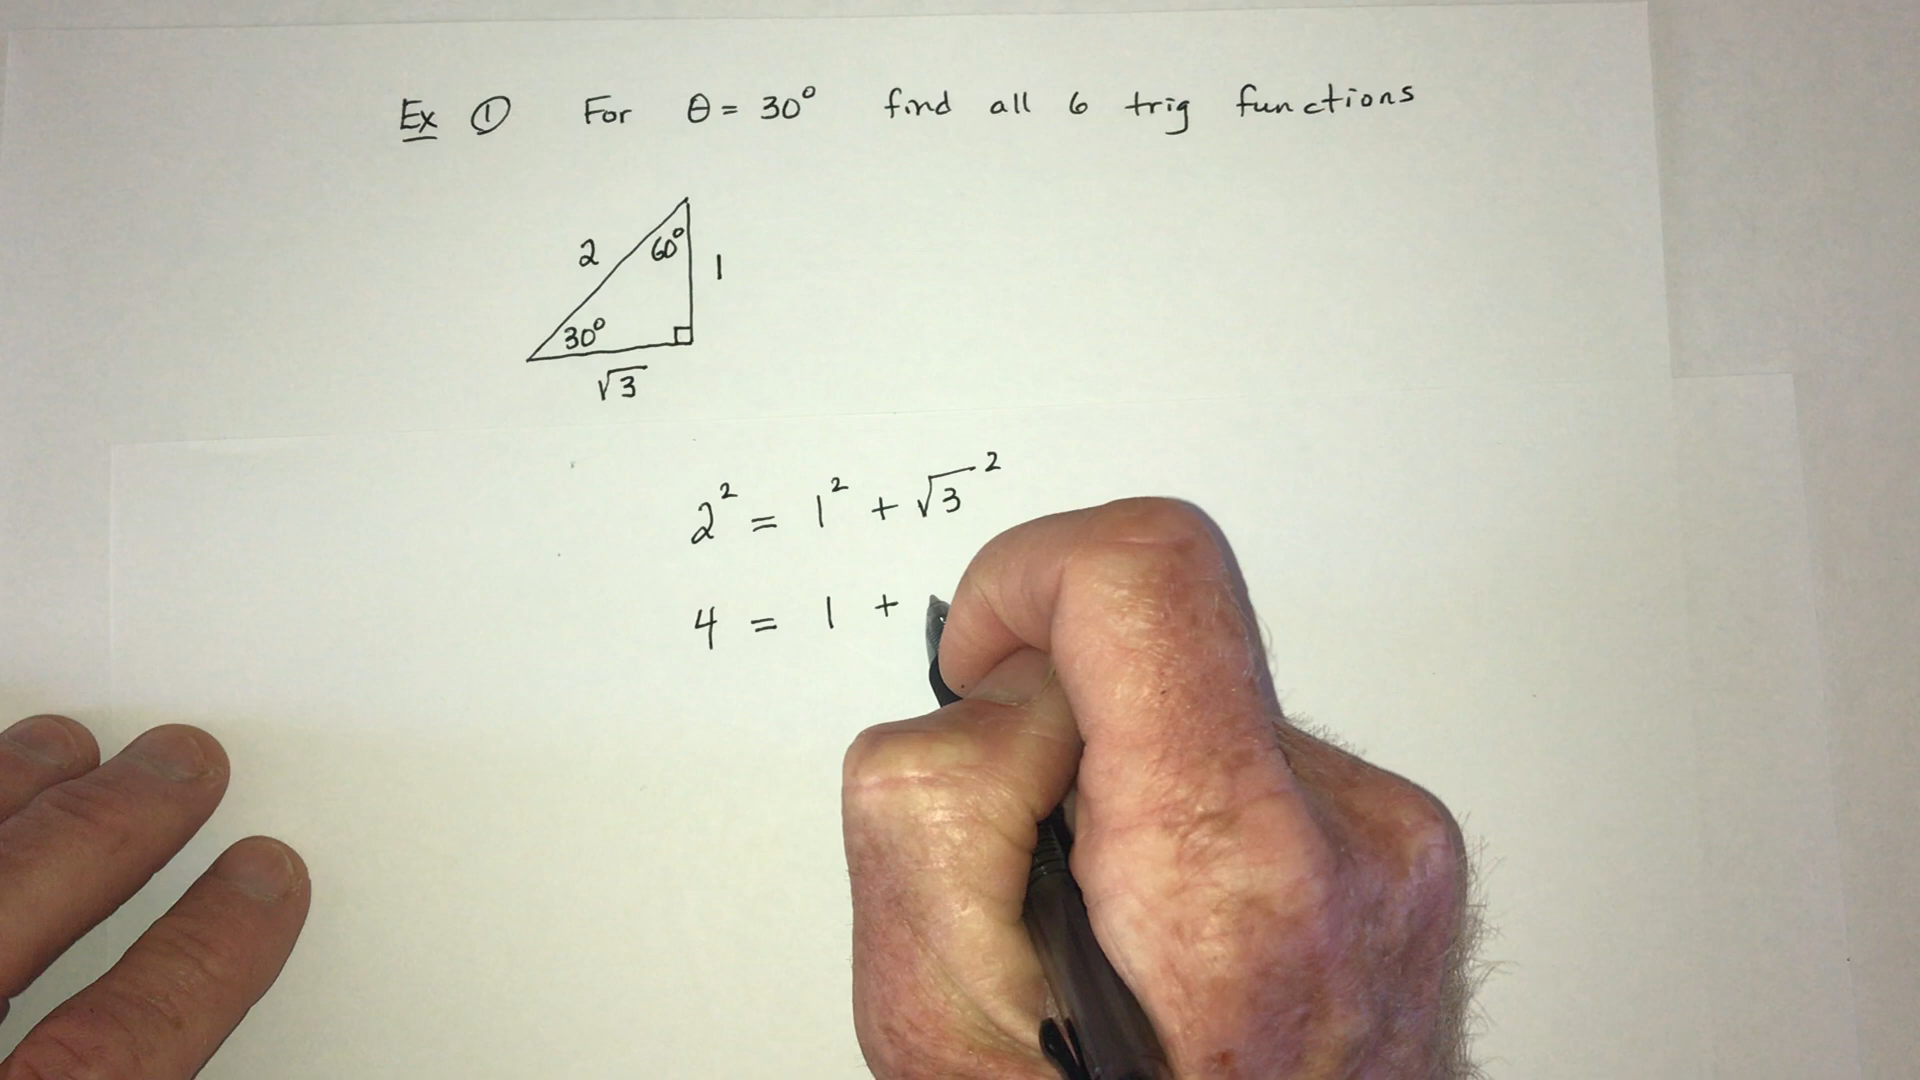 Ex ① For θ = 30° find all 6 trig functions
2 60° 1
30°
√3
2² = 1² + √3²
4 = 1 +